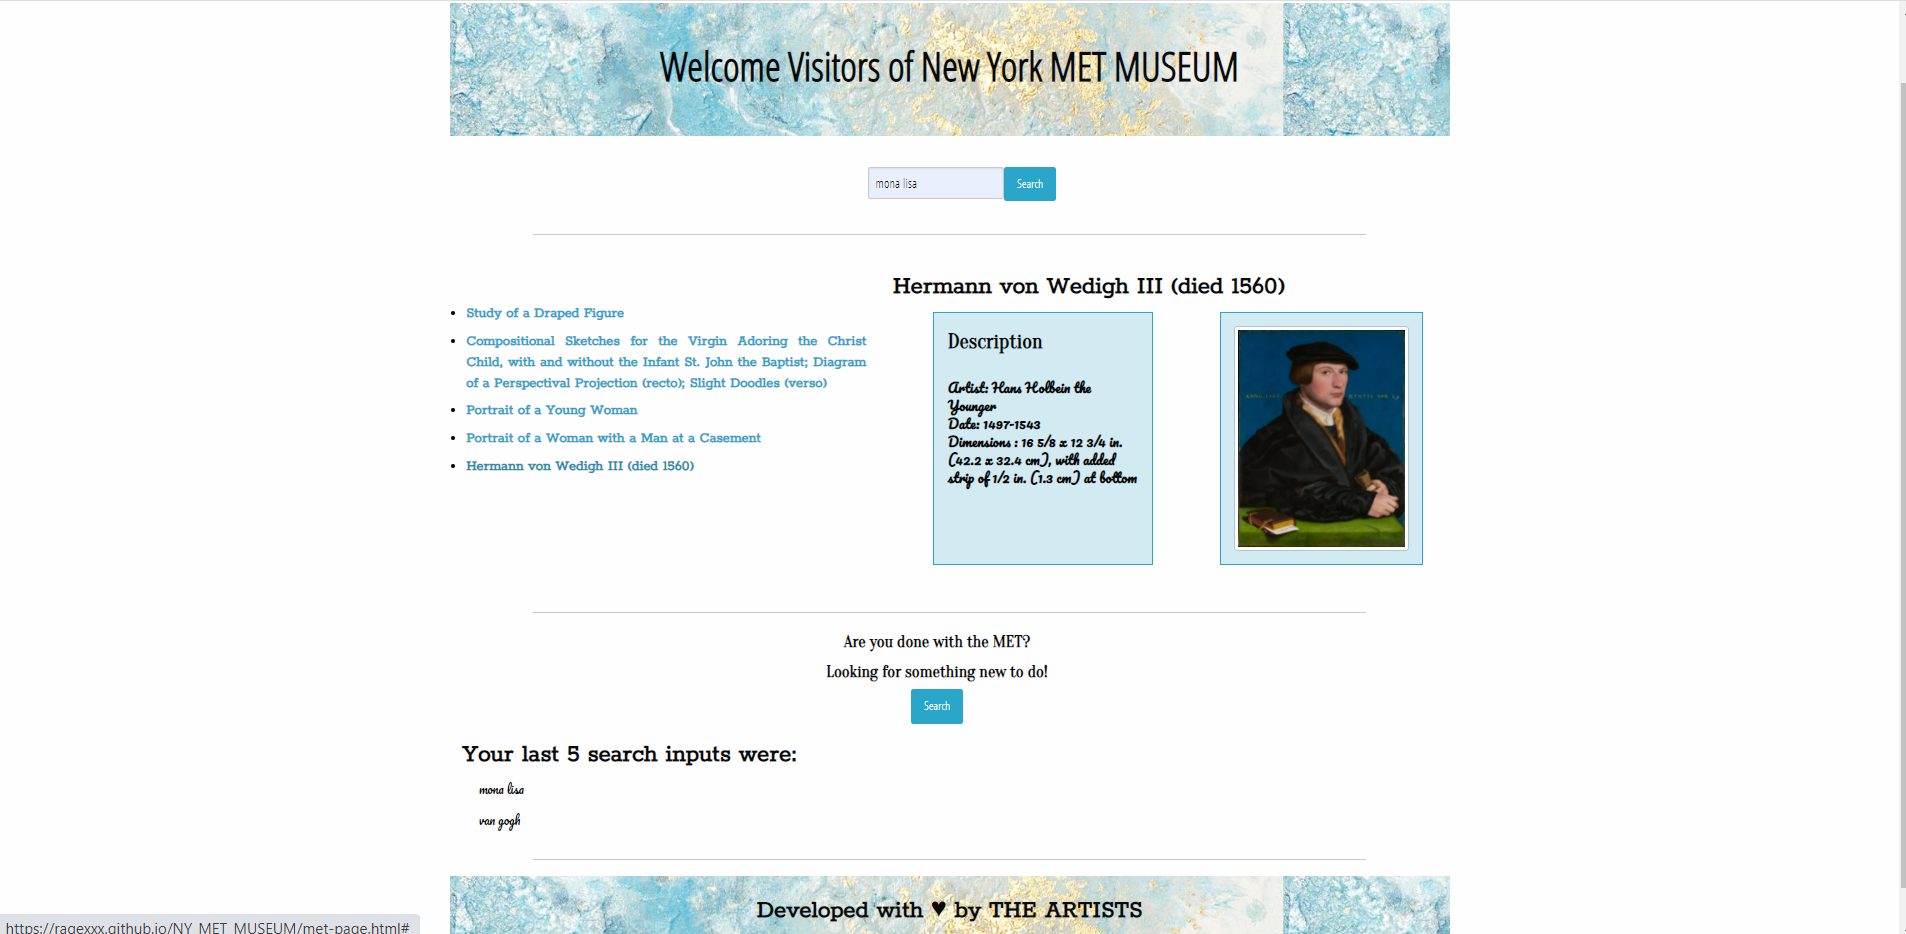 Welcome Visitors of New York MET MUSEUM
mona lisa
Search
Study of a Draped Figure
Compositional Sketches for the Virgin Adoring the Christ
Child, with and without the Infant St. John the Baptist; Diagram
of a Perspectival Projection (recto); Slight Doodles (verso)
Portrait of a Young Woman
Portrait of a Woman with a Man at a Casement
Hermann von Wedigh III (died 1560)
Hermann von Wedigh III (died 1560)
Description
Artist: Hans Holbein the
Younger
Date: 1497-1543
Dimensions : 16 5/8 x 12 3/4 in.
(42.2 x 32.4 cm), with added
strip of 1/2 in. (1.3 cm) at bottom
Are you done with the MET?
Looking for something new to do!
Search
Your last 5 search inputs were:
mona lisa
van gogh
Developed with ♥ by THE ARTISTS
https://ragexxx.github.io/NY_MET_MUSEUM/met-page.html#